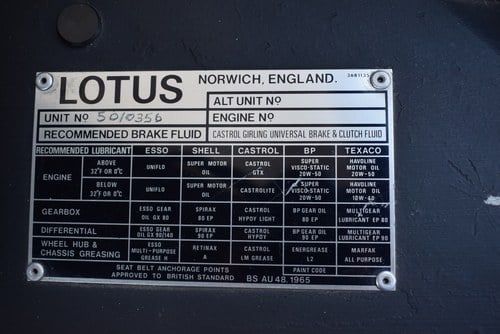 LOTUS NORWICH, ENGLAND.
ALT UNIT Nº
UNIT Nº 5010356 ENGINE Nº
RECOMMENDED BRAKE FLUID CASTROL GIRLING UNIVERSAL BRAKE & CLUTCH FLUID
RECOMMENDED LUBRICANT ESSO SHELL CASTROL BP TEXACO
ENGINE
ABOVE 32°F OR 0°C
UNIFLO
SUPER MOTOR OIL
CASTROL GTX
SUPER VISCO-STATIC 20W-50
HAVOLINE MOTOR OIL 20W-50
BELOW 32°F OR 0°C
UNIFLO
SUPER MOTOR OIL
CASTROLITE
SUPER VISCO-STATIC 20W-50
HAVOLINE MOTOR OIL 10W-40
GEARBOX
ESSO GEAR OIL GX 80
SPIRAX 80 EP
CASTROL HYPOY LIGHT
BP GEAR OIL 80 EP
MULTIGEAR LUBRICANT EP 80
DIFFERENTIAL
ESSO GEAR OIL GX 90/140
SPIRAX 90 EP
CASTROL HYPOY
BP GEAR OIL 90 EP
MULTIGEAR LUBRICANT EP 90
WHEEL HUB & CHASSIS GREASING
ESSO MULTI-PURPOSE GREASE H
RETINAX A
CASTROL LM GREASE
ENERGREASE L2
MARFAK ALL PURPOSE
SEAT BELT ANCHORAGE POINTS
APPROVED TO BRITISH STANDARD BS AU 48.1965
PAINT CODE